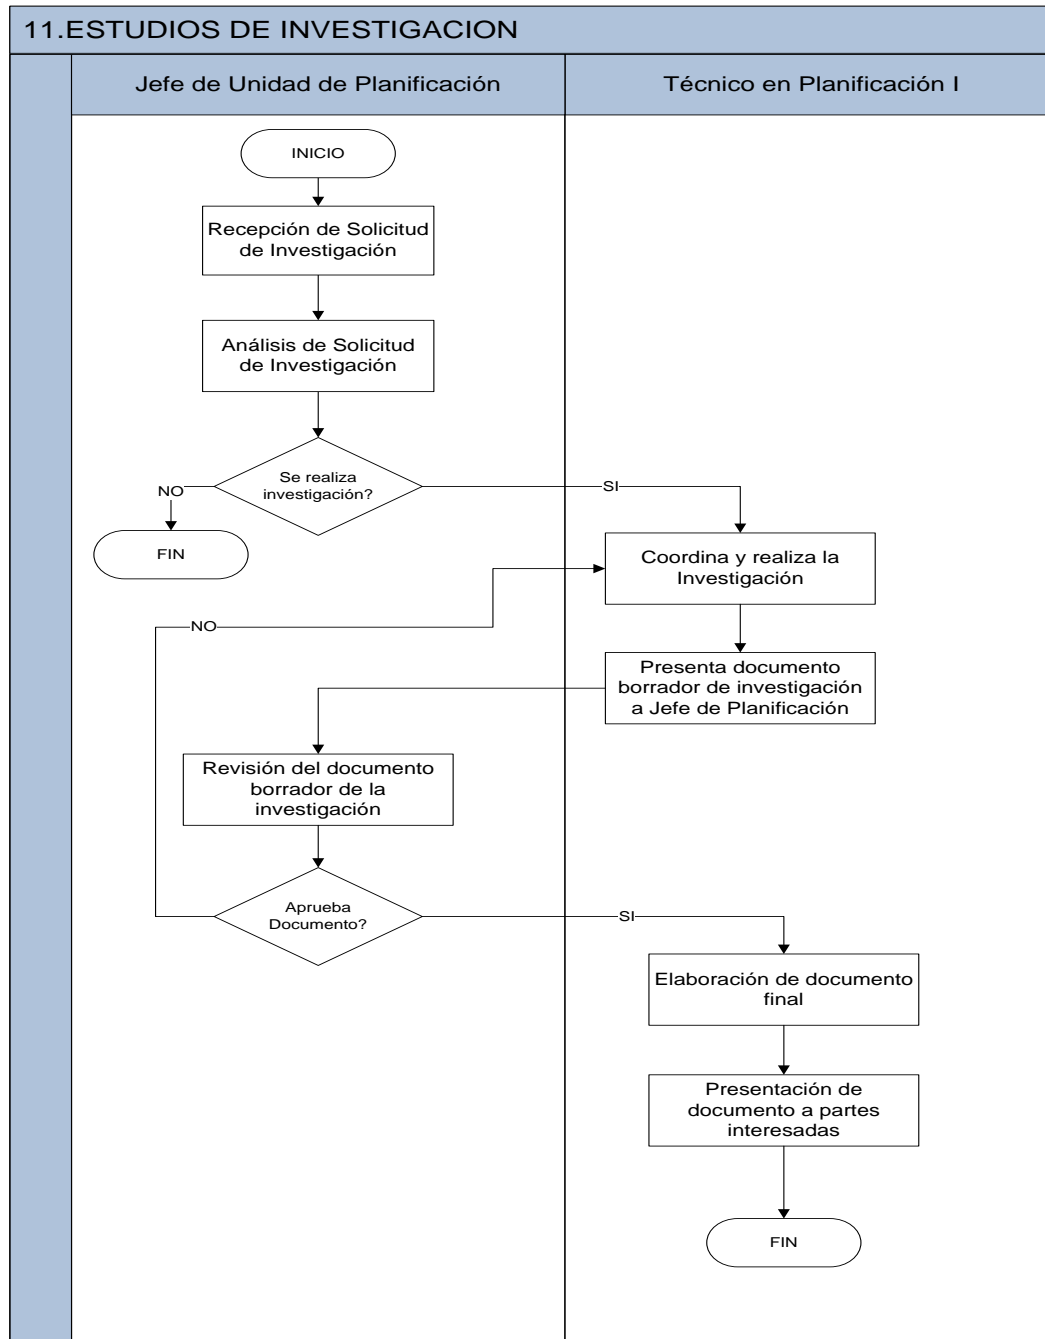 11.ESTUDIOS DE INVESTIGACION
Jefe de Unidad de Planificación
Técnico en Planificación I
INICIO
Recepción de Solicitud
de Investigación
Análisis de Solicitud
de Investigación
Se realiza
investigación?
NO
SI
FIN
Coordina y realiza la
Investigación
NO
Presenta documento
borrador de investigación
a Jefe de Planificación
Revisión del documento
borrador de la
investigación
Aprueba
Documento?
SI
Elaboración de documento
final
Presentación de
documento a partes
interesadas
FIN